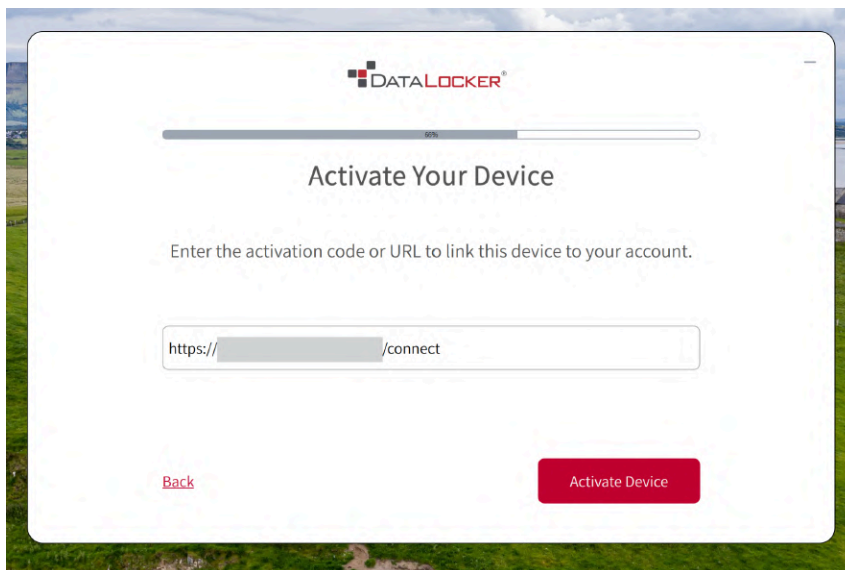 DATALOCKER®
66%
Activate Your Device
Enter the activation code or URL to link this device to your account.
https:// /connect
Back
Activate Device